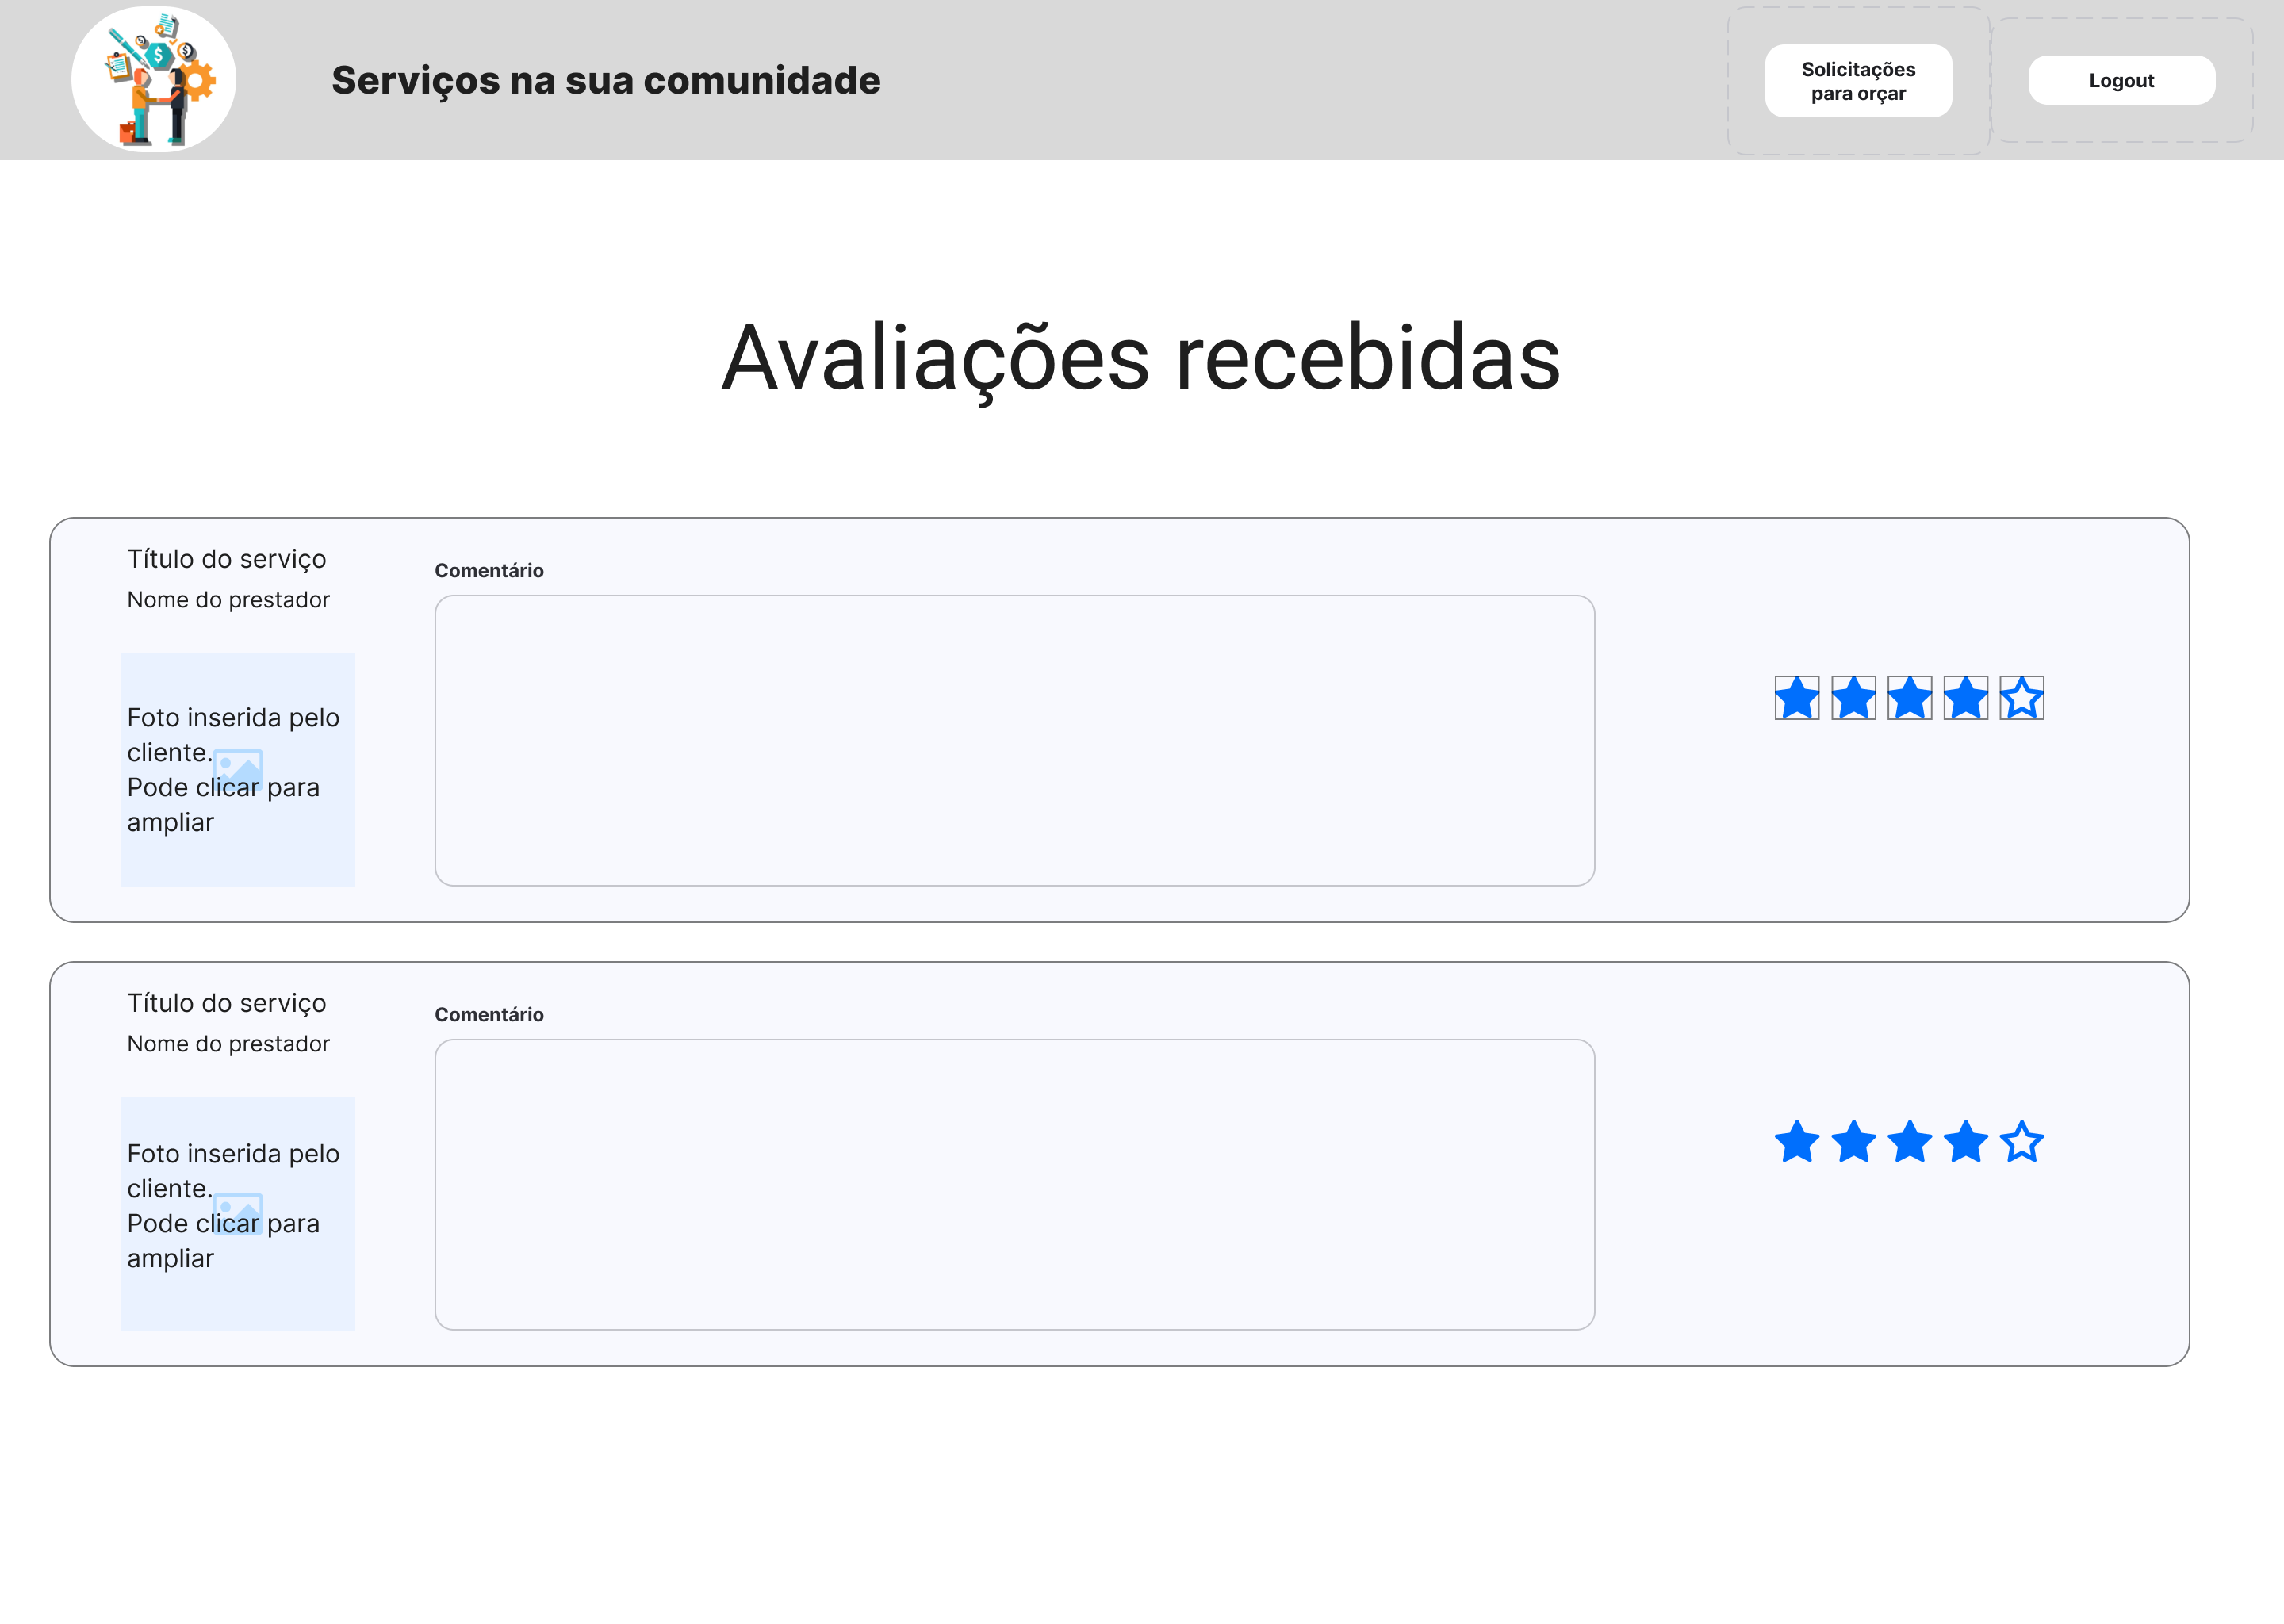 Serviços na sua comunidade
Solicitações
para orçar
Logout
Avaliações recebidas
Título do serviço
Nome do prestador
Comentário
Foto inserida pelo
cliente.
Pode clicar para
ampliar
Título do serviço
Nome do prestador
Comentário
Foto inserida pelo
cliente.
Pode clicar para
ampliar